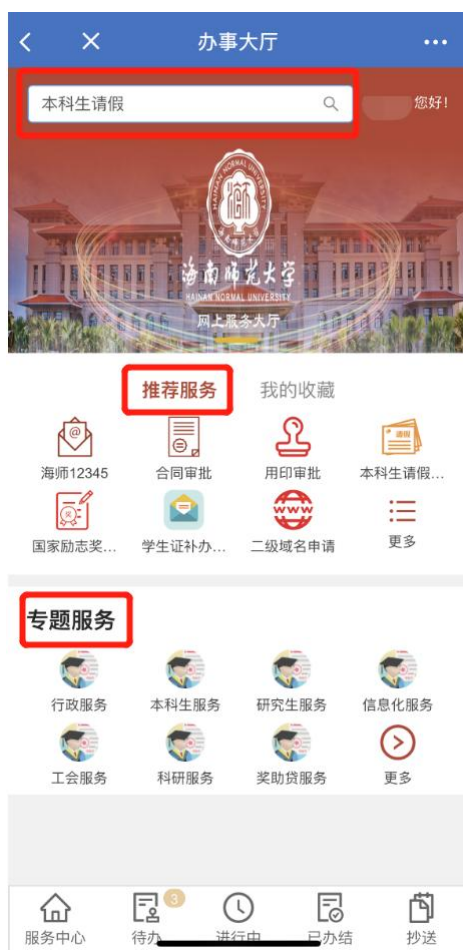 办事大厅
本科生请假
您好!
海南师范大学
HAINAN NORMAL UNIVERSITY
网上服务大厅
推荐服务 我的收藏
海师12345 合同审批 用印审批 本科生请假...
国家励志奖... 学生证补办... 二级域名申请 更多
专题服务
行政服务 本科生服务 研究生服务 信息化服务
工会服务 科研服务 奖助贷服务 更多
3
服务中心 待办 进行中 已办结 抄送